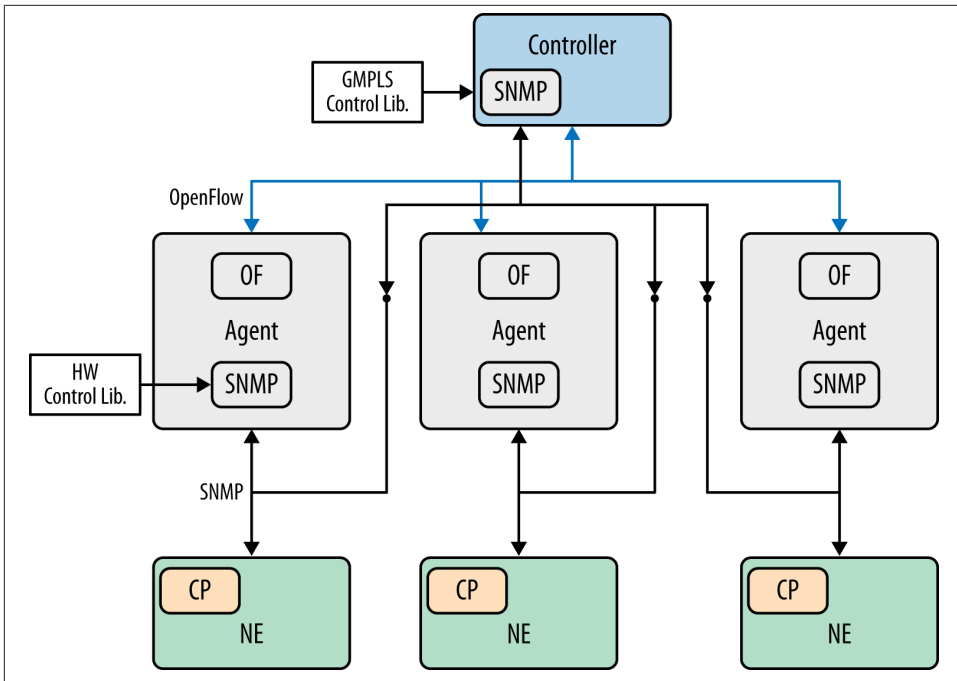 Controller
GMPLS
Control Lib.
SNMP
OpenFlow
OF
OF
OF
Agent
Agent
Agent
HW
Control Lib.
SNMP
SNMP
SNMP
SNMP
CP
CP
CP
NE
NE
NE